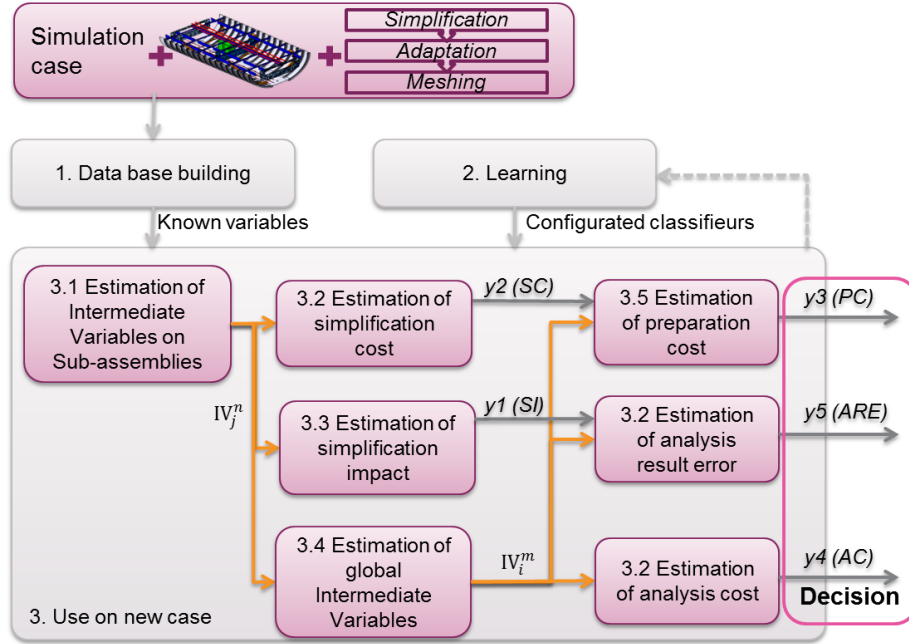 Simulation
case
Simplification
Adaptation
Meshing
1. Data base building
2. Learning
Known variables
Configurated classifieurs
3.1 Estimation of
Intermediate
Variables on
Sub-assemblies
3.2 Estimation of
simplification
cost
y2 (SC)
3.5 Estimation
of preparation
cost
y3 (PC)
IV_j^n
3.3 Estimation of
simplification
impact
y1 (SI)
3.2 Estimation
of analysis
result error
y5 (ARE)
3.4 Estimation of
global
Intermediate
Variables
IV_i^m
3.2 Estimation
of analysis cost
y4 (AC)
Decision
3. Use on new case